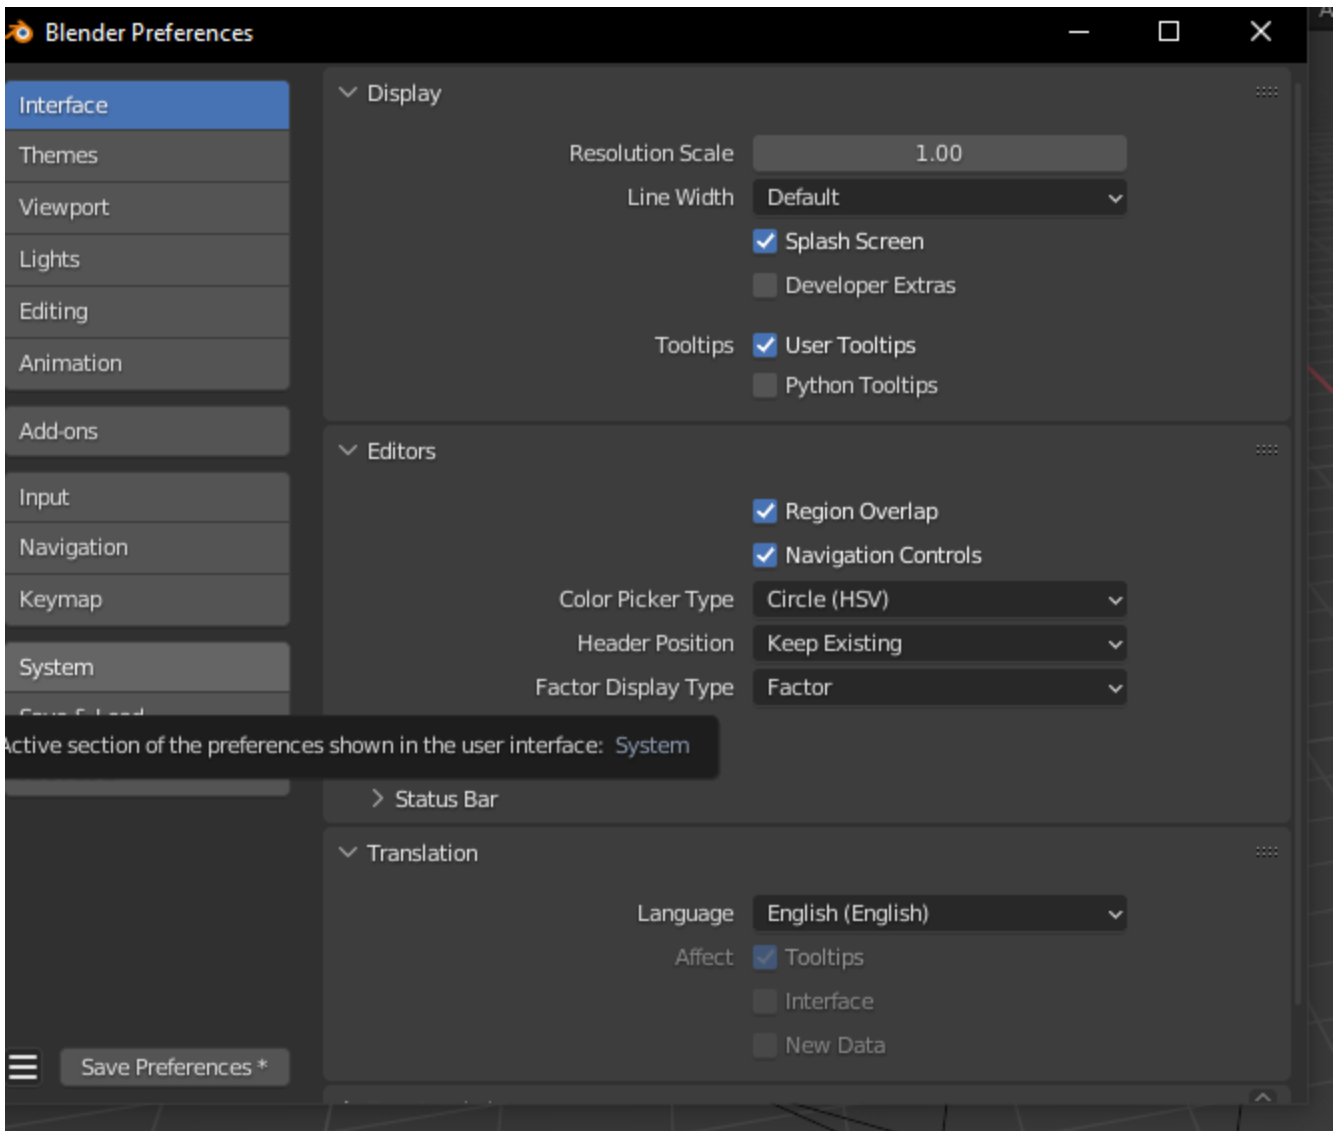 Blender Preferences
Interface
Themes
Viewport
Lights
Editing
Animation
Add-ons
Input
Navigation
Keymap
System
Save & Load
Active section of the preferences shown in the user interface: System
Save Preferences *
Display
Resolution Scale 1.00
Line Width Default
Splash Screen
Developer Extras
Tooltips User Tooltips
Python Tooltips
Editors
Region Overlap
Navigation Controls
Color Picker Type Circle (HSV)
Header Position Keep Existing
Factor Display Type Factor
Status Bar
Translation
Language English (English)
Affect Tooltips
Interface
New Data